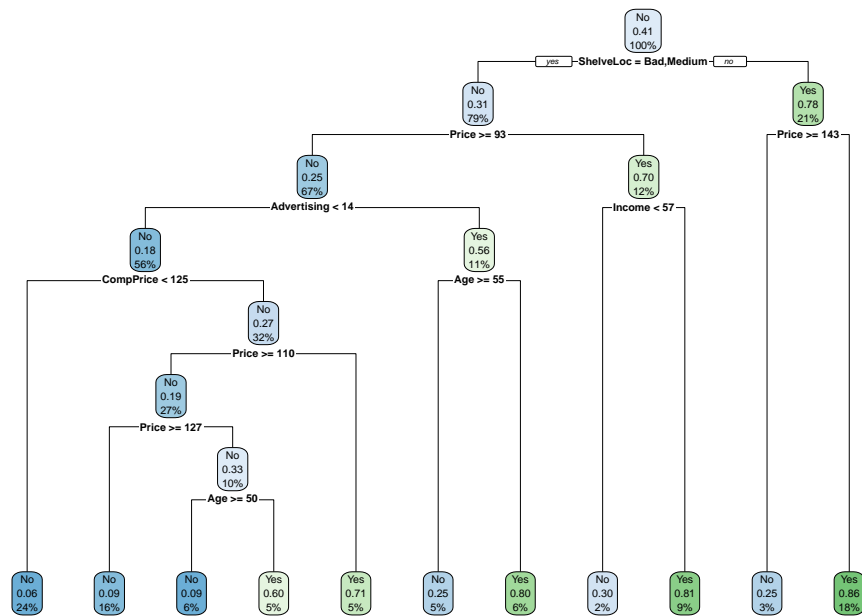 No
0.41
100%
yes ShelveLoc = Bad,Medium no
No
0.31
79%
Yes
0.78
21%
Price >= 93
Price >= 143
No
0.25
67%
Yes
0.70
12%
Advertising < 14
Income < 57
No
0.18
56%
Yes
0.56
11%
CompPrice < 125
Age >= 55
No
0.27
32%
Price >= 110
No
0.19
27%
Price >= 127
No
0.33
10%
Age >= 50
No
0.06
24%
No
0.09
16%
No
0.09
6%
Yes
0.60
5%
Yes
0.71
5%
No
0.25
5%
Yes
0.80
6%
No
0.30
2%
Yes
0.81
9%
No
0.25
3%
Yes
0.86
18%